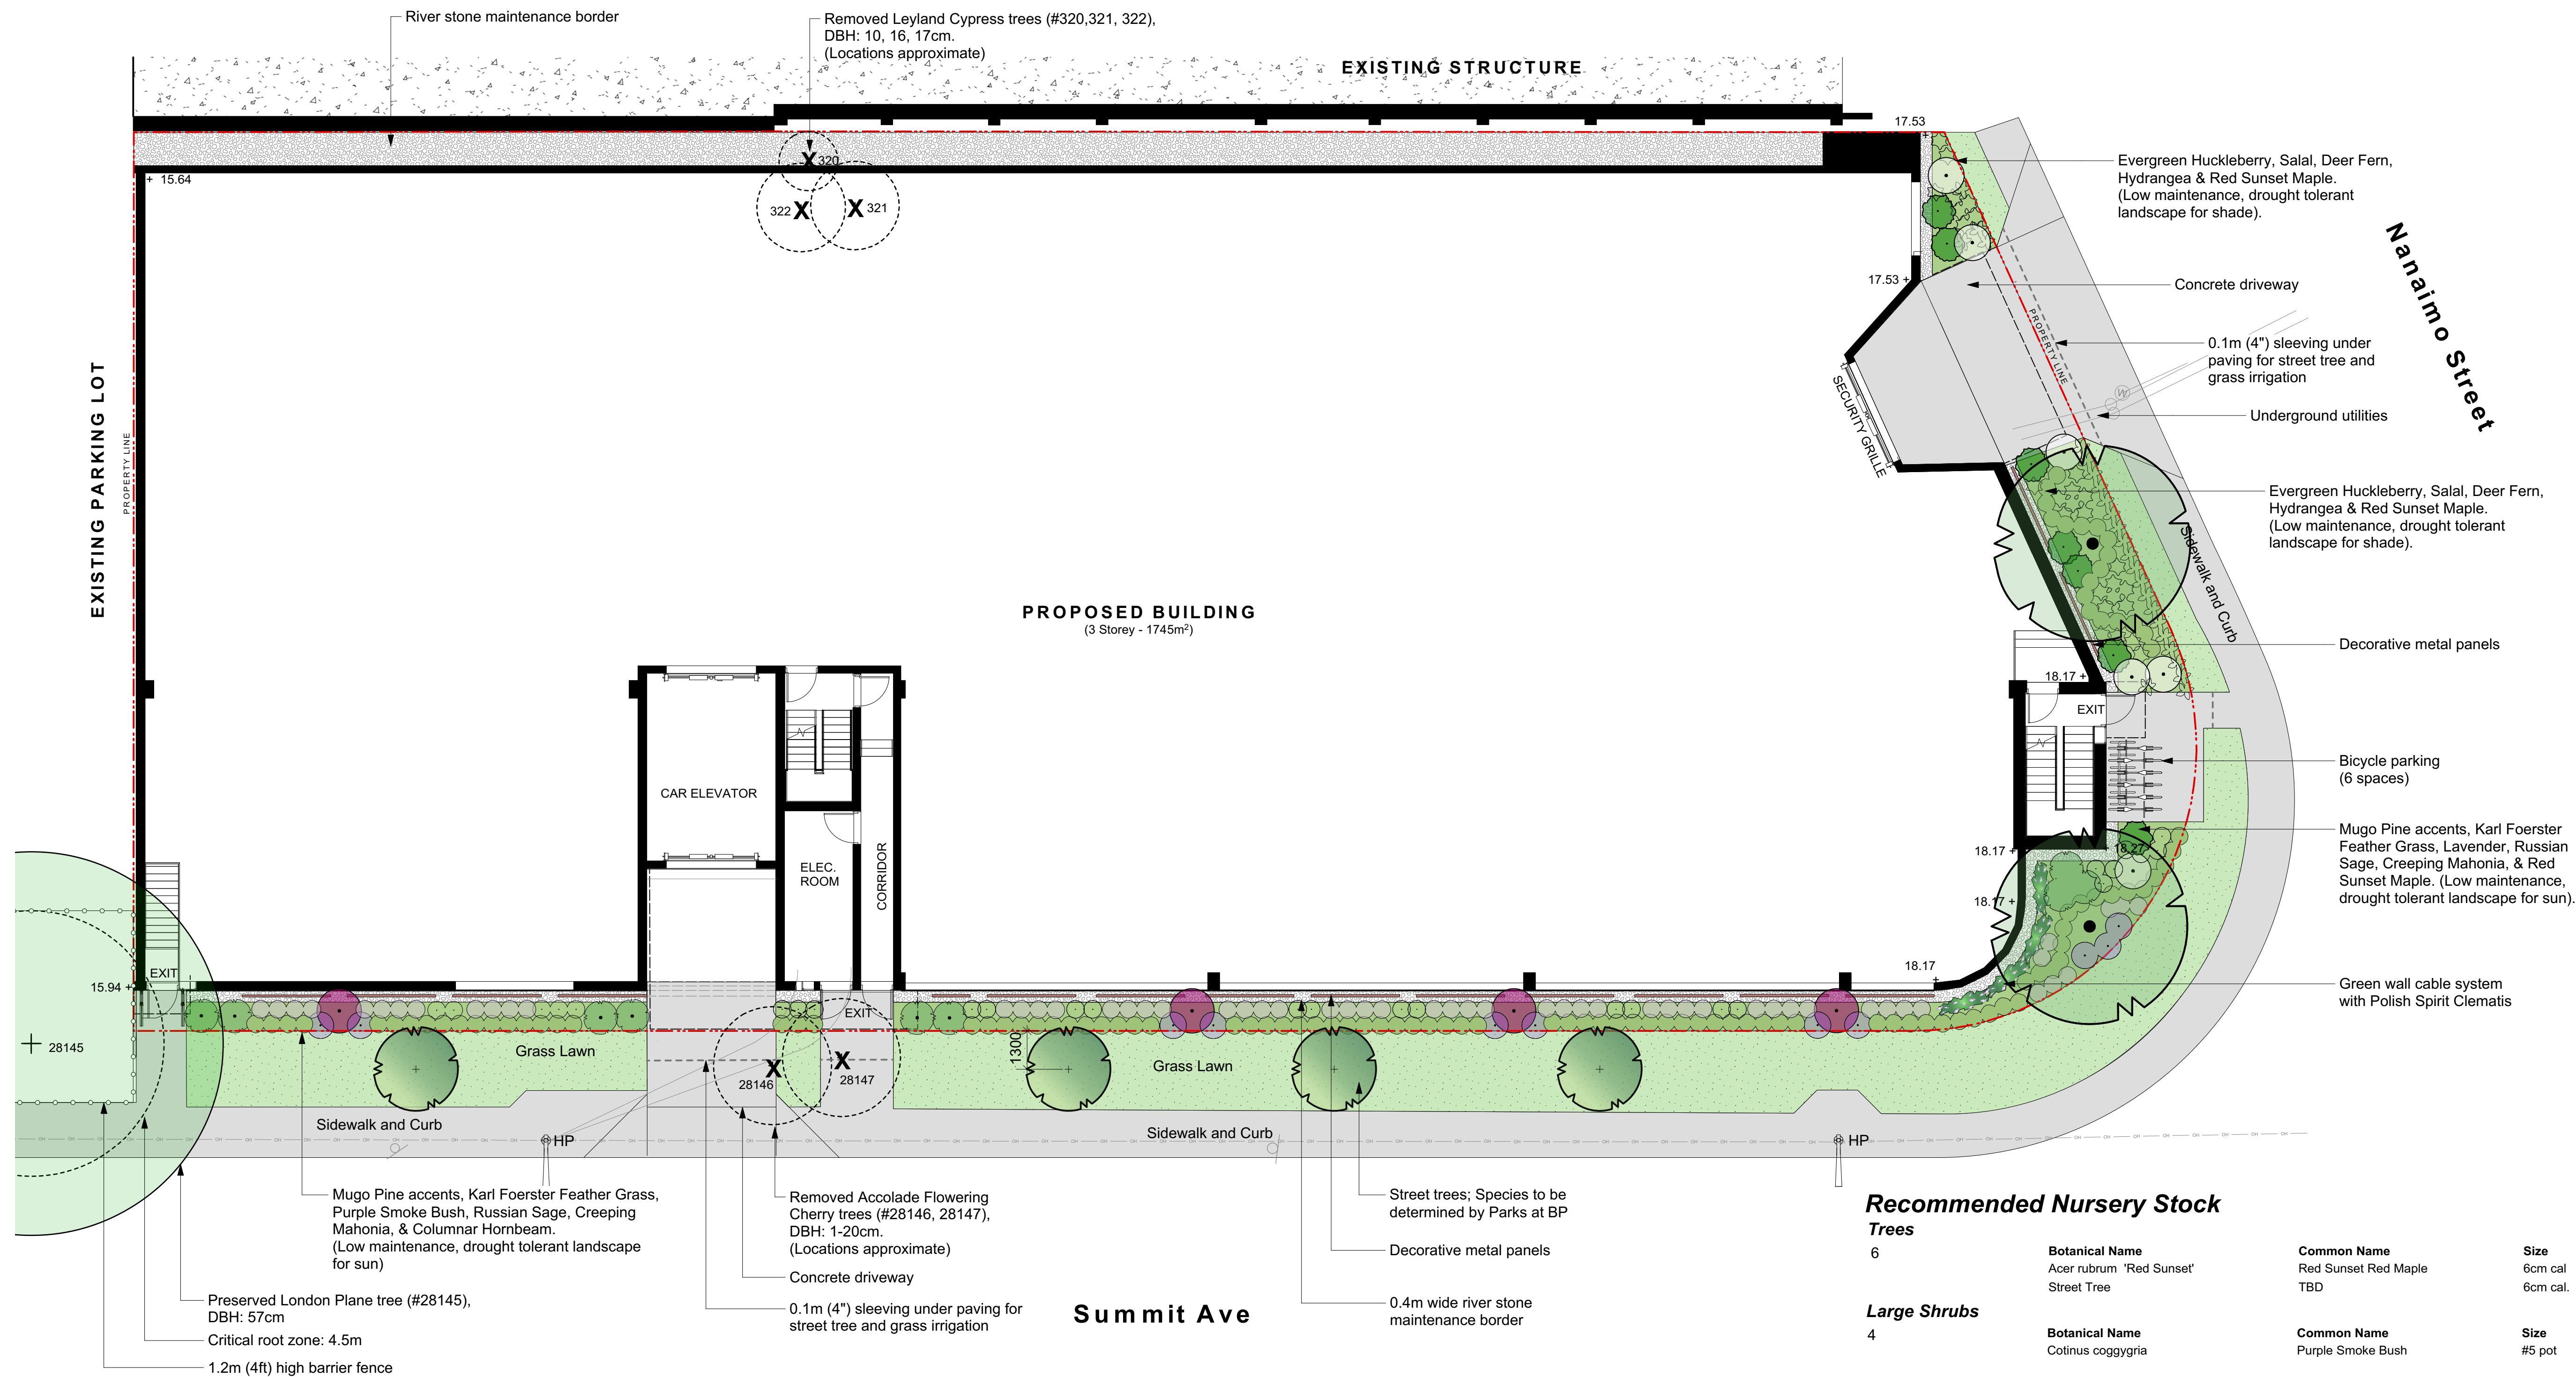 River stone maintenance border
Removed Leyland Cypress trees (#320,321, 322),
DBH: 10, 16, 17cm.
(Locations approximate)
EXISTING STRUCTURE
17.53
320
322
321
+ 15.64
Evergreen Huckleberry, Salal, Deer Fern,
Hydrangea & Red Sunset Maple.
(Low maintenance, drought tolerant
landscape for shade).
Nanaimo Street
17.53 +
Concrete driveway
PROPERTY LINE
0.1m (4") sleeving under
paving for street tree and
grass irrigation
W
SECURITY GRILLE
Underground utilities
EXISTING PARKING LOT
PROPERTY LINE
Evergreen Huckleberry, Salal, Deer Fern,
Hydrangea & Red Sunset Maple.
(Low maintenance, drought tolerant
landscape for shade).
Sidewalk and Curb
PROPOSED BUILDING
(3 Storey - 1745m²)
Decorative metal panels
18.17 +
EXIT
Bicycle parking
(6 spaces)
CAR ELEVATOR
ELEC.
ROOM
CORRIDOR
18.17 +
18.27
Mugo Pine accents, Karl Foerster
Feather Grass, Lavender, Russian
Sage, Creeping Mahonia, & Red
Sunset Maple. (Low maintenance,
drought tolerant landscape for sun).
18.17 +
18.17
EXIT
15.94 +
Green wall cable system
with Polish Spirit Clematis
EXIT
28145
Grass Lawn
28146
28147
1300
Grass Lawn
Sidewalk and Curb
HP
Sidewalk and Curb
HP
Mugo Pine accents, Karl Foerster Feather Grass,
Purple Smoke Bush, Russian Sage, Creeping
Mahonia, & Columnar Hornbeam.
(Low maintenance, drought tolerant landscape
for sun)
Removed Accolade Flowering
Cherry trees (#28146, 28147),
DBH: 1-20cm.
(Locations approximate)
Concrete driveway
0.1m (4") sleeving under paving for
street tree and grass irrigation
Street trees; Species to be
determined by Parks at BP
Decorative metal panels
0.4m wide river stone
maintenance border
Preserved London Plane tree (#28145),
DBH: 57cm
Critical root zone: 4.5m
1.2m (4ft) high barrier fence
Summit Ave
Recommended Nursery Stock
Trees
6
Botanical Name Common Name Size
Acer rubrum 'Red Sunset' Red Sunset Red Maple 6cm cal
Street Tree TBD 6cm cal.
Large Shrubs
4
Botanical Name Common Name Size
Cotinus coggygria Purple Smoke Bush #5 pot